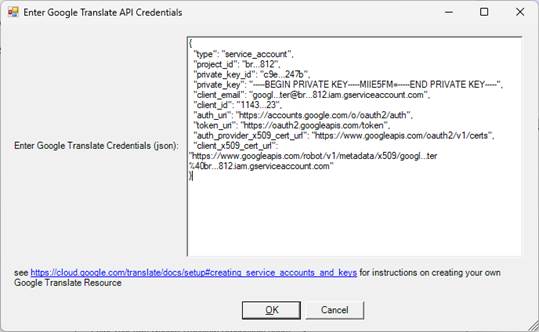 Enter Google Translate API Credentials
Enter Google Translate Credentials (json):
{
"type": "service_account",
"project_id": "br...812",
"private_key_id": "c9e...247b",
"private_key": "-----BEGIN PRIVATE KEY-----MIIE5FM=-----END PRIVATE KEY-----",
"client_email": "googl...ter@br...812.iam.gserviceaccount.com",
"client_id": "1143...23",
"auth_uri": "https://accounts.google.com/o/oauth2/auth",
"token_uri": "https://oauth2.googleapis.com/token",
"auth_provider_x509_cert_url": "https://www.googleapis.com/oauth2/v1/certs",
"client_x509_cert_url":
"https://www.googleapis.com/robot/v1/metadata/x509/googl...ter
%40br...812.iam.gserviceaccount.com"
}
see https://cloud.google.com/translate/docs/setup#creating_service_accounts_and_keys for instructions on creating your own
Google Translate Resource
OK
Cancel